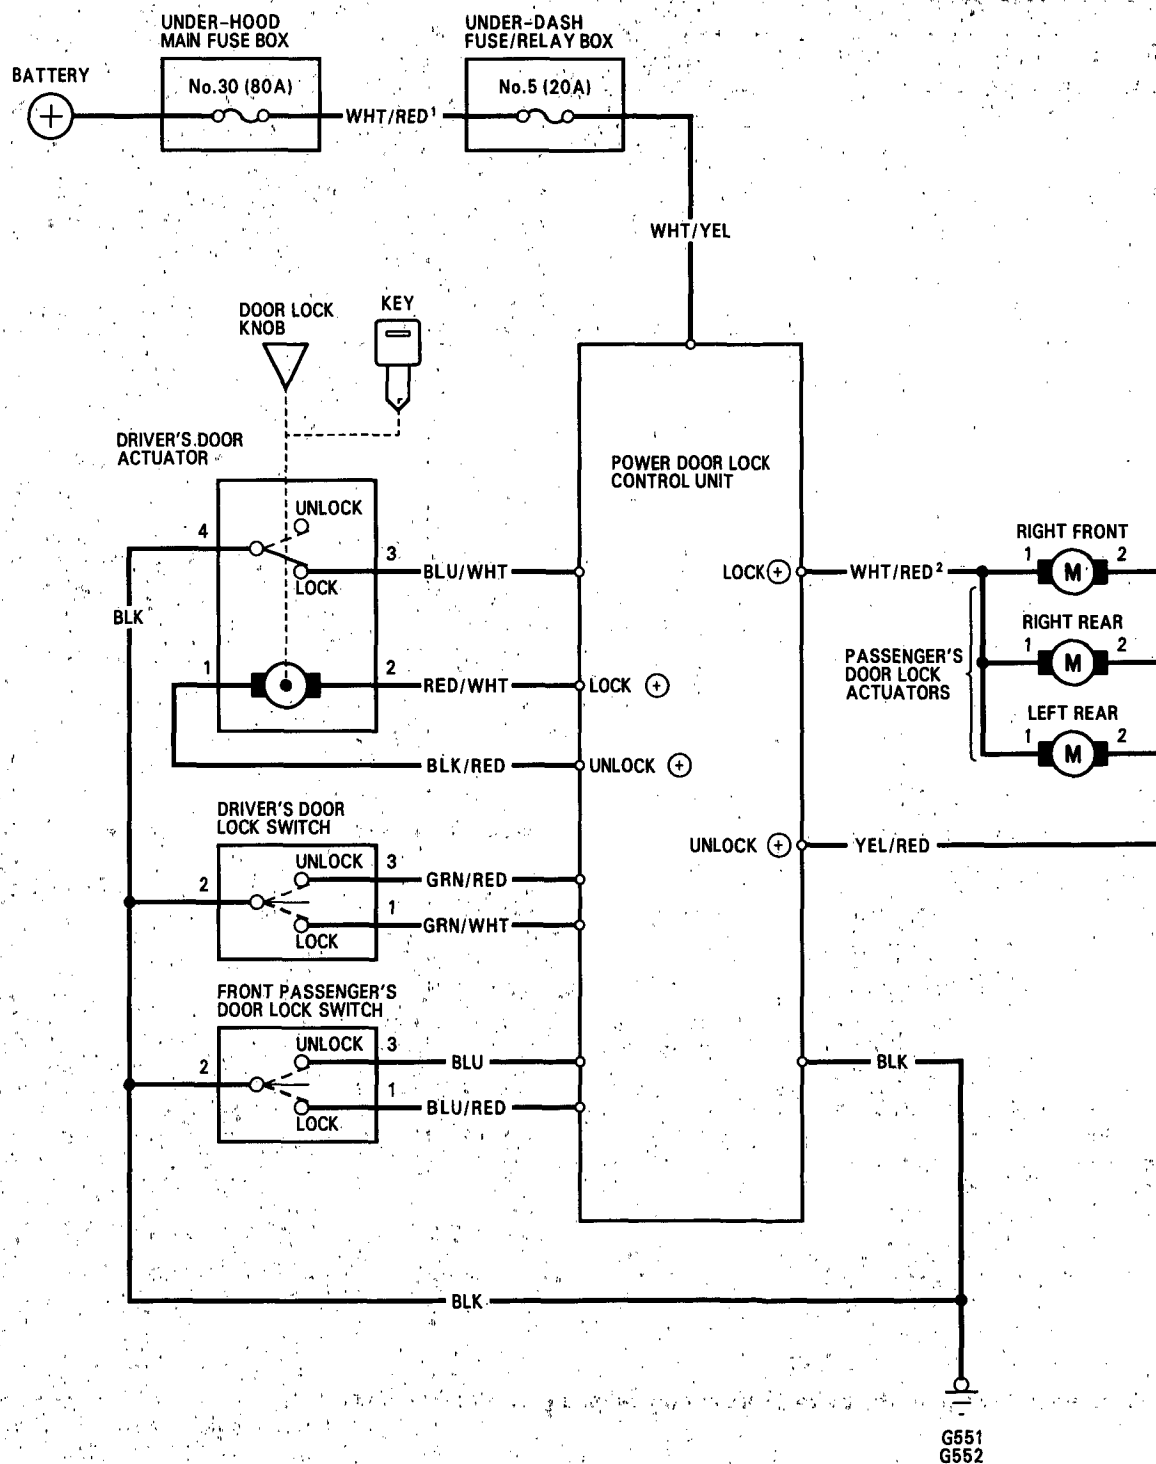 UNDER-HOOD
MAIN FUSE BOX
UNDER-DASH
FUSE/RELAY BOX
BATTERY
No.30 (80A)
No.5 (20A)
+
WHT/RED¹
WHT/YEL
DOOR LOCK
KNOB
KEY
DRIVER'S DOOR
ACTUATOR
POWER DOOR LOCK
CONTROL UNIT
UNLOCK
4
3
LOCK
BLU/WHT
LOCK +
WHT/RED²
RIGHT FRONT
1 M 2
BLK
RIGHT REAR
1 M 2
PASSENGER'S
DOOR LOCK
ACTUATORS
1
2
RED/WHT
LOCK +
LEFT REAR
1 M 2
BLK/RED
UNLOCK +
DRIVER'S DOOR
LOCK SWITCH
UNLOCK +
YEL/RED
UNLOCK
3
GRN/RED
2
1
GRN/WHT
LOCK
FRONT PASSENGER'S
DOOR LOCK SWITCH
UNLOCK
3
BLU
BLK
2
1
BLU/RED
LOCK
BLK
G551
G552